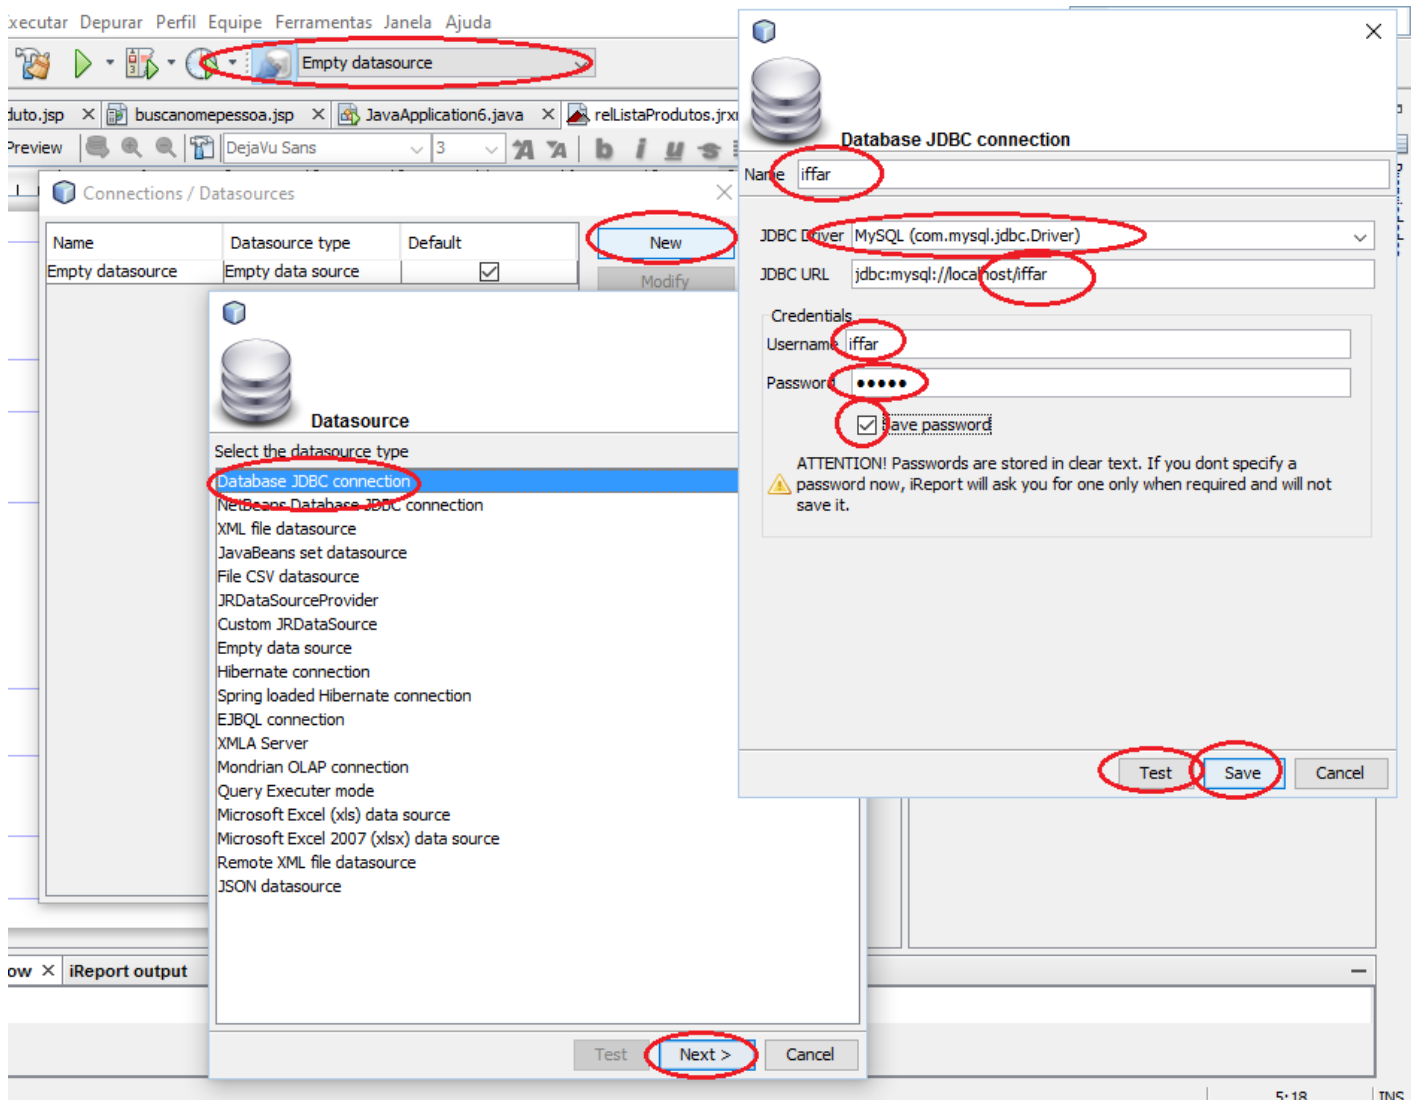 Executar Depurar Perfil Equipe Ferramentas Janela Ajuda
Empty datasource
duto.jsp
buscanomepessoa.jsp
JavaApplication6.java
relListaProdutos.jrx
Preview
DejaVu Sans
3
Connections / Datasources
Name Datasource type Default
Empty datasource Empty data source
New
Modify
Datasource
Select the datasource type
Database JDBC connection
NetBeans Database JDBC connection
XML file datasource
JavaBeans set datasource
File CSV datasource
JRDataSourceProvider
Custom JRDataSource
Empty data source
Hibernate connection
Spring loaded Hibernate connection
EJBQL connection
XMLA Server
Mondrian OLAP connection
Query Executer mode
Microsoft Excel (xls) data source
Microsoft Excel 2007 (xlsx) data source
Remote XML file datasource
JSON datasource
Test Next > Cancel
Database JDBC connection
Name iffar
JDBC Driver MySQL (com.mysql.jdbc.Driver)
JDBC URL jdbc:mysql://localhost/iffar
Credentials
Username iffar
Password •••••
Save password
ATTENTION! Passwords are stored in clear text. If you dont specify a
password now, iReport will ask you for one only when required and will not
save it.
Test Save Cancel
ow
iReport output
5:18 INS